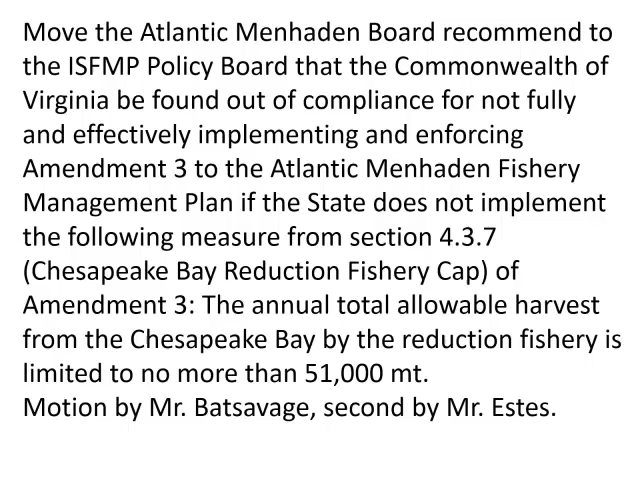 Move the Atlantic Menhaden Board recommend to
the ISFMP Policy Board that the Commonwealth of
Virginia be found out of compliance for not fully
and effectively implementing and enforcing
Amendment 3 to the Atlantic Menhaden Fishery
Management Plan if the State does not implement
the following measure from section 4.3.7
(Chesapeake Bay Reduction Fishery Cap) of
Amendment 3: The annual total allowable harvest
from the Chesapeake Bay by the reduction fishery is
limited to no more than 51,000 mt.
Motion by Mr. Batsavage, second by Mr. Estes.